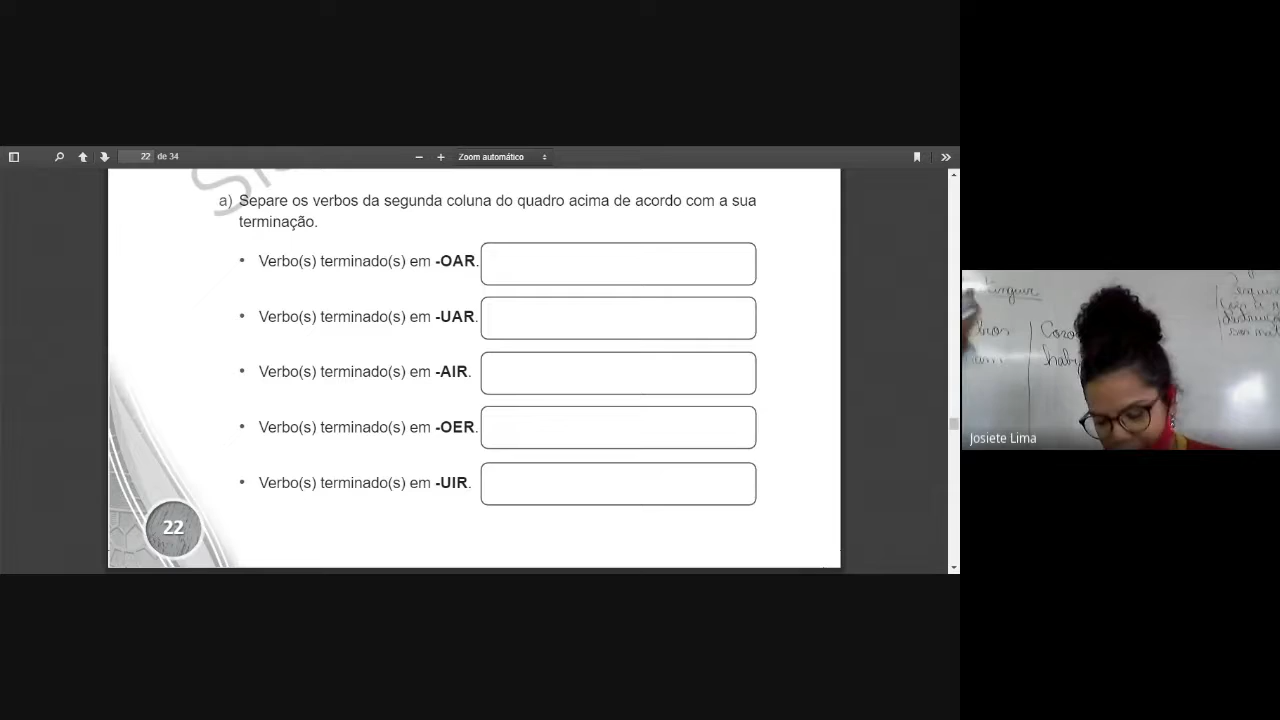 22 de 34
Zoom automático
a) Separe os verbos da segunda coluna do quadro acima de acordo com a sua
terminação.
• Verbo(s) terminado(s) em -OAR.
• Verbo(s) terminado(s) em -UAR.
• Verbo(s) terminado(s) em -AIR.
• Verbo(s) terminado(s) em -OER.
• Verbo(s) terminado(s) em -UIR.
22
Josiete Lima